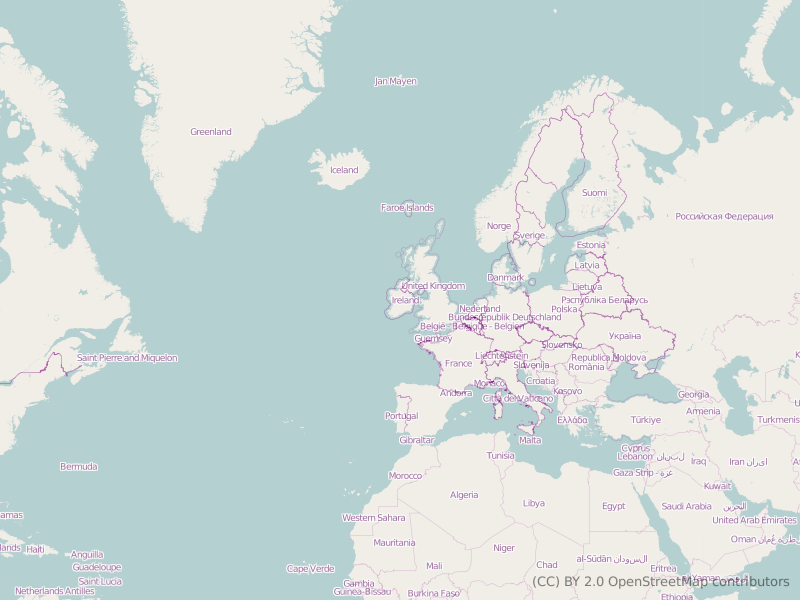 Jan Mayen
Greenland
Iceland
Suomi
Faroe Islands
Российская Федерация
Norge
Sverige
Estonia
Latvia
Danmark
United Kingdom
Lietuva
Ireland
Рэспубліка Беларусь
Nederland
Polska
Bundesrepublik Deutschland
België - Belgique - Belgien
Guernsey
Україна
Slovensko
Saint Pierre and Miquelon
Liechtenstein
Republica Moldova
France
Slovenija
România
Monaco
Croatia
Andorra
Kosovo
Georgia
Città del Vaticano
Armenia
Portugal
Ελλάδα
Türkiye
Turkmenist
Gibraltar
Malta
Cyprus
Tunisia
Lebanon لبنان
Iraq
Iran ایران
Bermuda
Gaza Strip - غزة
Morocco
Kuwait
Algeria
Libya
Egypt
Saudi Arabia
البحرين
amas
Western Sahara
United Arab Emirates
Mauritania
Oman عُمان
lands
Haiti
Niger
Anguilla
al-Sūdān السودان
Guadeloupe
Cape Verde
Mali
Chad
Eritrea
Saint Lucia
Gambia
(CC) BY 2.0 OpenStreetMap contributors
Netherlands Antilles
Guinea-Bissau
Burkina Faso
Ethiopia